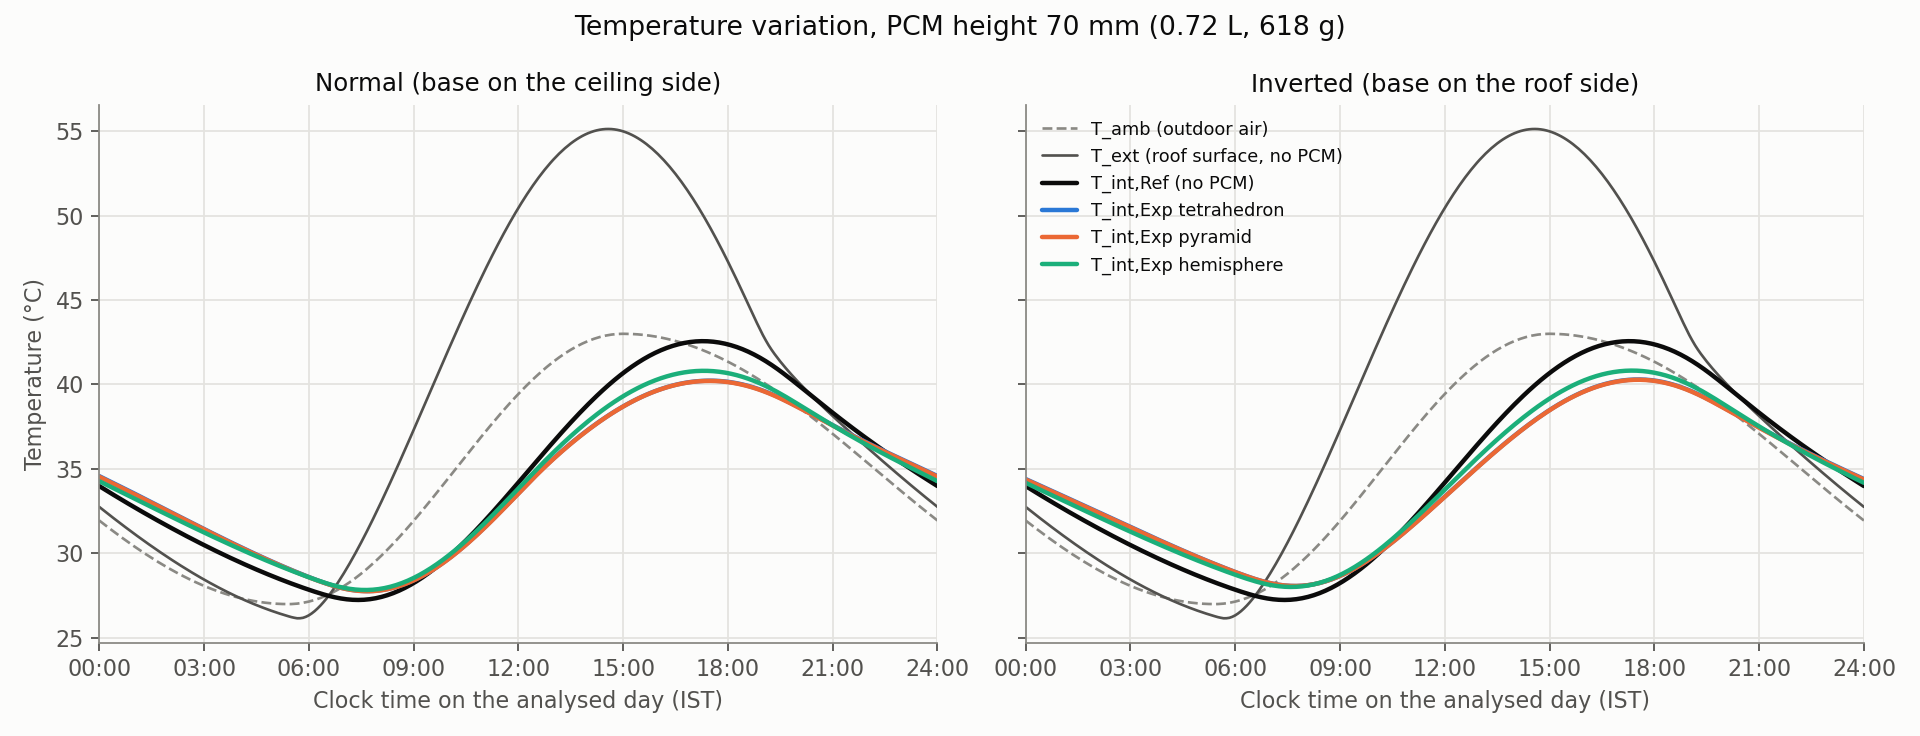 Temperature variation, PCM height 70 mm (0.72 L, 618 g)
Normal (base on the ceiling side)
Temperature (°C)
55
50
45
40
35
30
25
00:00 03:00 06:00 09:00 12:00 15:00 18:00 21:00 24:00
Clock time on the analysed day (IST)
Inverted (base on the roof side)
T_amb (outdoor air)
T_ext (roof surface, no PCM)
T_int,Ref (no PCM)
T_int,Exp tetrahedron
T_int,Exp pyramid
T_int,Exp hemisphere
00:00 03:00 06:00 09:00 12:00 15:00 18:00 21:00 24:00
Clock time on the analysed day (IST)